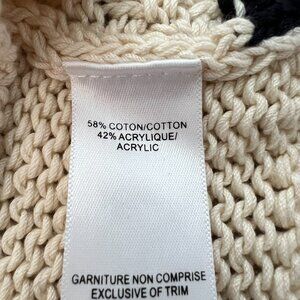 58% COTON/COTTON
42% ACRYLIQUE/
ACRYLIC
GARNITURE NON COMPRISE
EXCLUSIVE OF TRIM